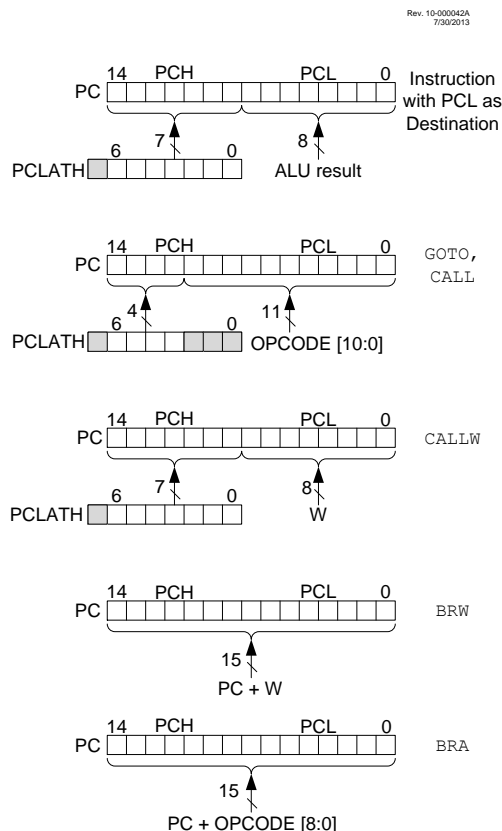 Rev. 10-000042A
7/30/2013
14 PCH PCL 0
PC
Instruction
with PCL as
Destination
6 7 0 8
PCLATH
ALU result
14 PCH PCL 0
PC
GOTO,
CALL
6 4 0 11
PCLATH
OPCODE [10:0]
14 PCH PCL 0
PC
CALLW
6 7 0 8
PCLATH
W
14 PCH PCL 0
PC
BRW
15
PC + W
14 PCH PCL 0
PC
BRA
15
PC + OPCODE [8:0]